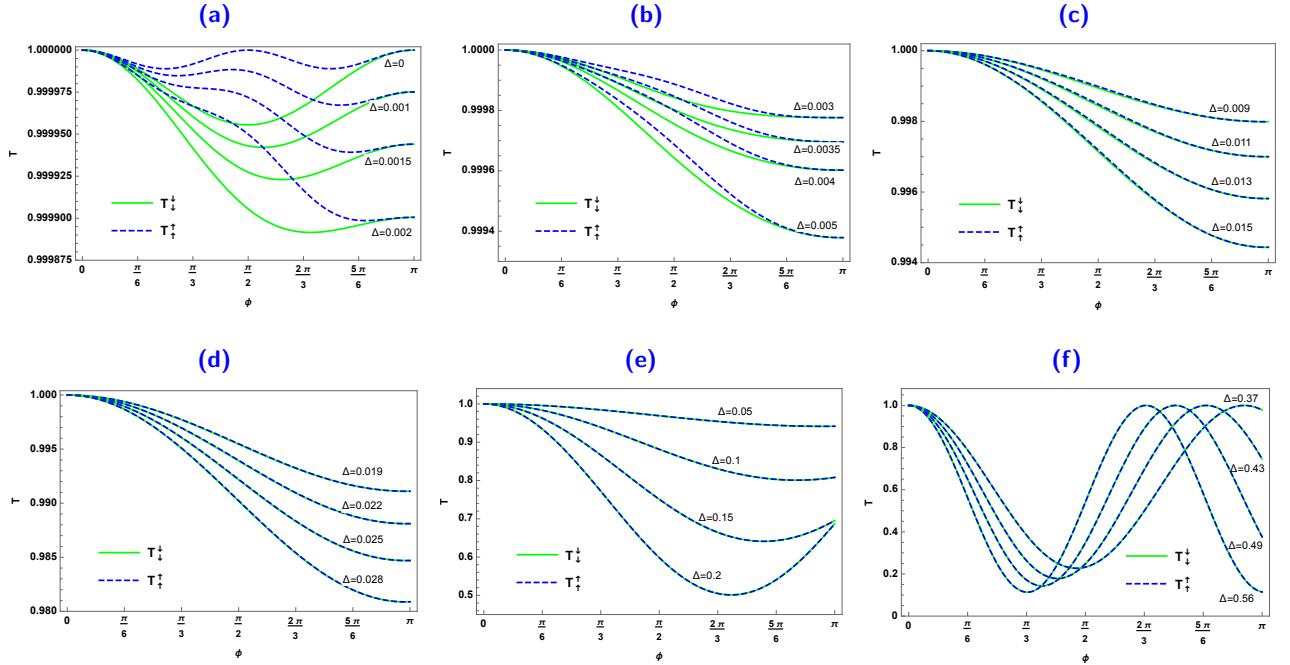 (a)
1.000000
0.999975
0.999950
0.999925
0.999900
0.999875
T
Δ=0
Δ=0.001
Δ=0.0015
Δ=0.002
T↓↓
T↑↑
0 π/6 π/3 π/2 2π/3 5π/6 π
ϕ
(b)
1.0000
0.9998
0.9996
0.9994
T
Δ=0.003
Δ=0.0035
Δ=0.004
Δ=0.005
T↓↓
T↑↑
0 π/6 π/3 π/2 2π/3 5π/6 π
ϕ
(c)
1.000
0.998
0.996
0.994
T
Δ=0.009
Δ=0.011
Δ=0.013
Δ=0.015
T↓↓
T↑↑
0 π/6 π/3 π/2 2π/3 5π/6 π
ϕ
(d)
1.000
0.995
0.990
0.985
0.980
T
Δ=0.019
Δ=0.022
Δ=0.025
Δ=0.028
T↓↓
T↑↑
0 π/6 π/3 π/2 2π/3 5π/6 π
ϕ
(e)
1.0
0.9
0.8
0.7
0.6
0.5
T
Δ=0.05
Δ=0.1
Δ=0.15
Δ=0.2
T↓↓
T↑↑
0 π/6 π/3 π/2 2π/3 5π/6 π
ϕ
(f)
1.0
0.8
0.6
0.4
0.2
0
T
Δ=0.37
Δ=0.43
Δ=0.49
Δ=0.56
T↓↓
T↑↑
0 π/6 π/3 π/2 2π/3 5π/6 π
ϕ